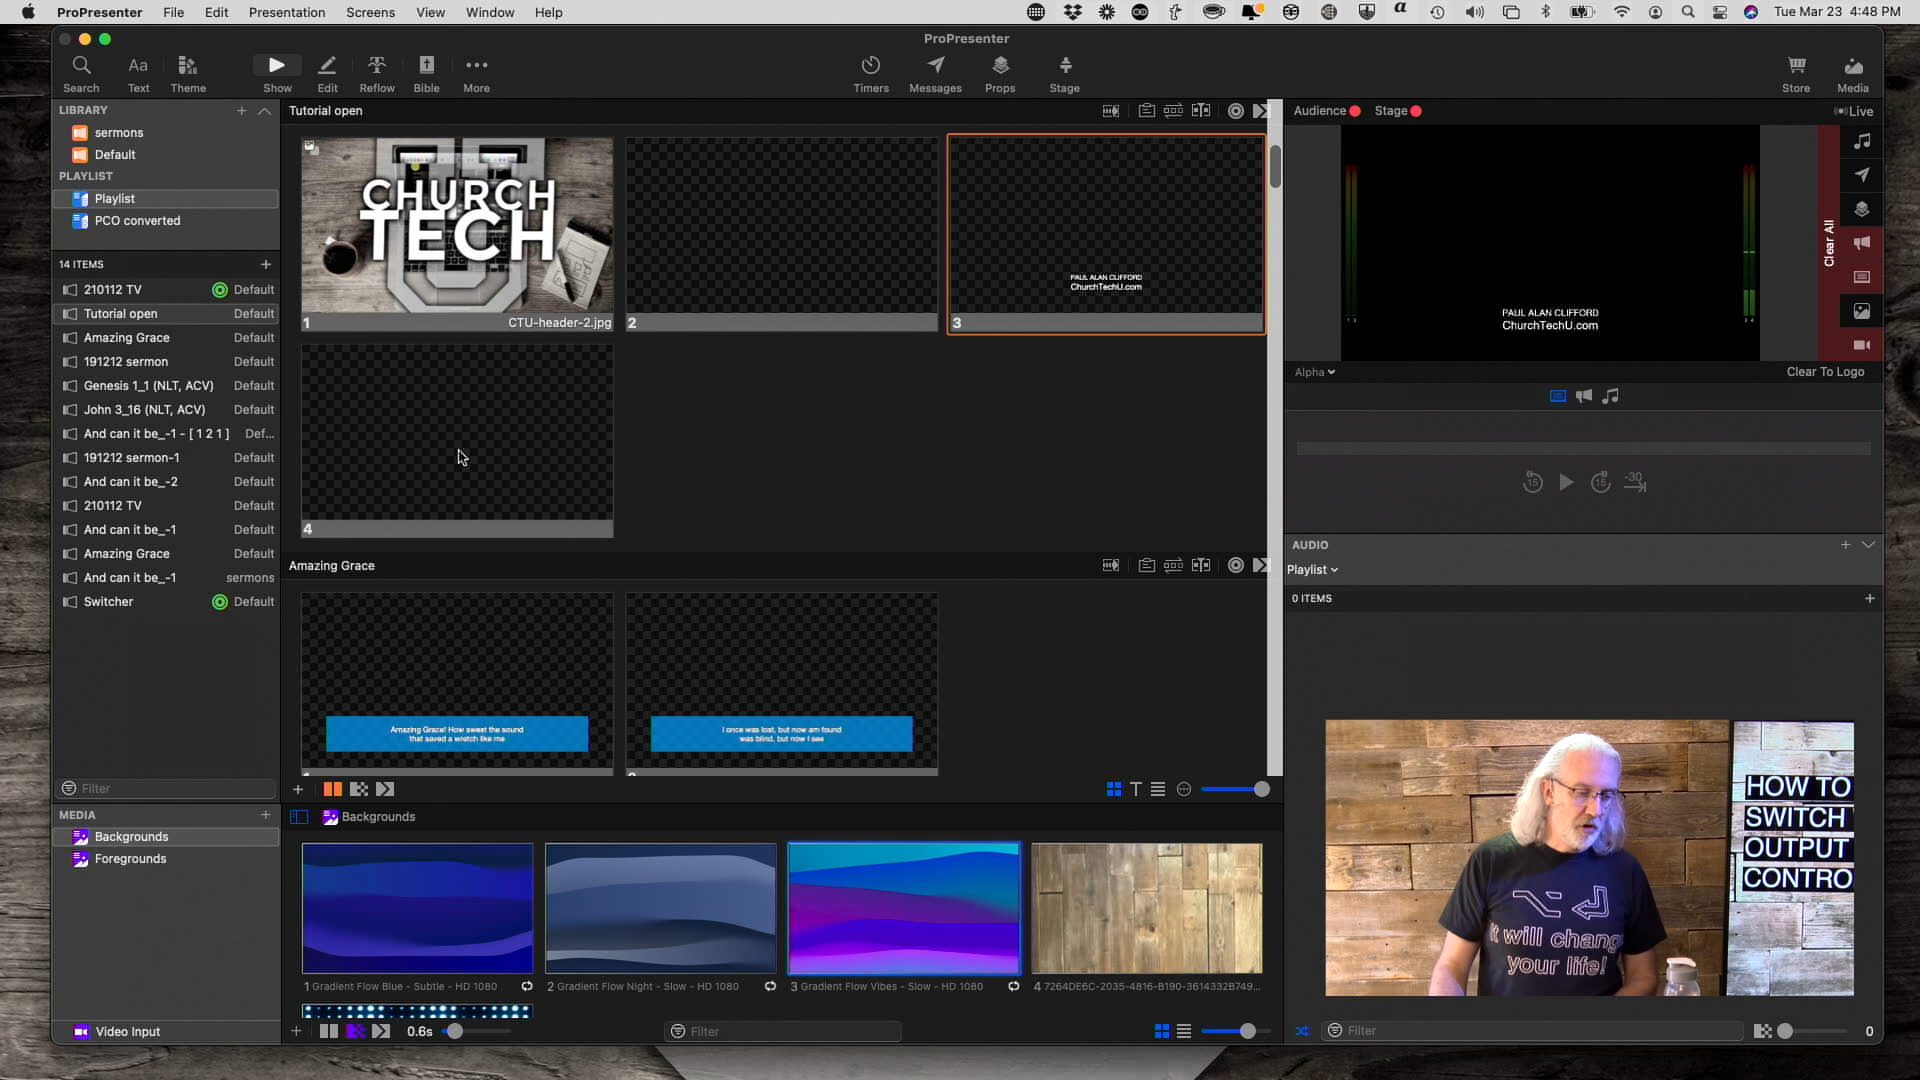 ProPresenter File Edit Presentation Screens View Window Help
Tue Mar 23 4:48 PM
ProPresenter
Search Text Theme Show Edit Reflow Bible More
Timers Messages Props Stage
Store Media
LIBRARY
sermons
Default
PLAYLIST
Playlist
PCO converted
14 ITEMS
210112 TV Default
Tutorial open Default
Amazing Grace Default
191212 sermon Default
Genesis 1_1 (NLT, ACV) Default
John 3_16 (NLT, ACV) Default
And can it be_-1 - [ 1 2 1 ] Def...
191212 sermon-1 Default
And can it be_-2 Default
210112 TV Default
And can it be_-1 Default
Amazing Grace Default
And can it be_-1 sermons
Switcher Default
Filter
MEDIA
Backgrounds
Foregrounds
Video Input
Tutorial open
CHURCH
TECH
1 CTU-header-2.jpg
2
PAUL ALAN CLIFFORD
ChurchTechU.com
3
4
Amazing Grace
Amazing Grace! How sweet the sound
that saved a wretch like me
I once was lost, but now am found
was blind, but now I see
Backgrounds
1 Gradient Flow Blue - Subtle - HD 1080
2 Gradient Flow Night - Slow - HD 1080
3 Gradient Flow Vibes - Slow - HD 1080
4 7264DE6C-2035-4816-B190-3614332B749...
0.6s
Filter
Audience Stage
Live
PAUL ALAN CLIFFORD
ChurchTechU.com
Clear All
Alpha
Clear To Logo
15 15 -30
AUDIO
Playlist
0 ITEMS
HOW TO
SWITCH
OUTPUT
CONTRO
it will chang
your life!
Filter
0